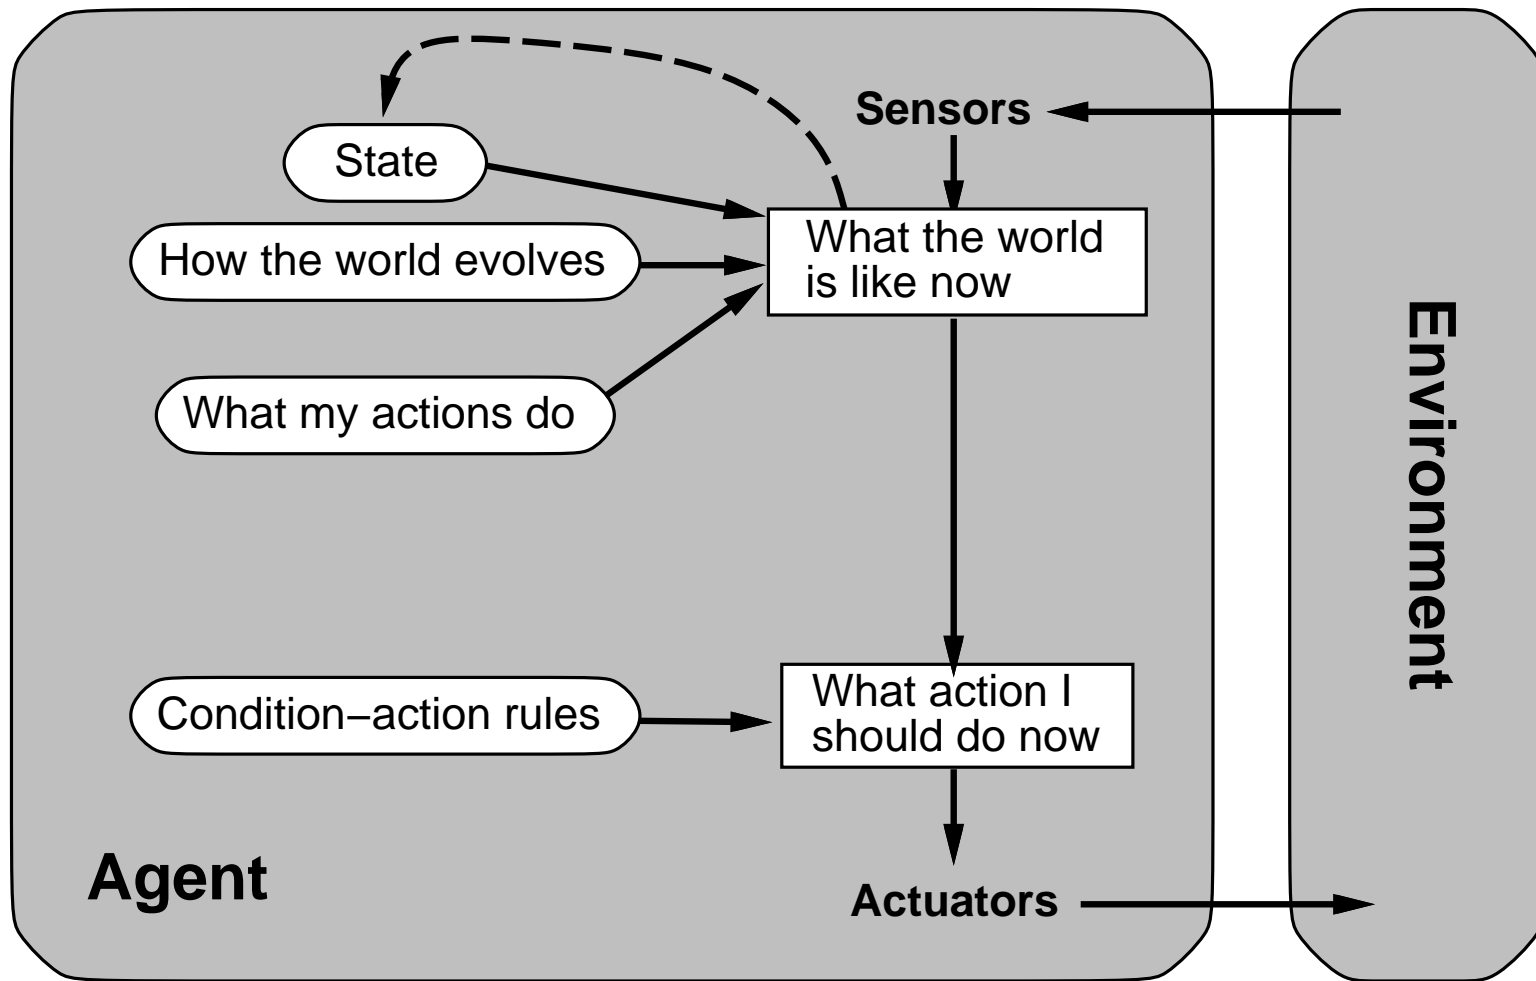 Sensors
State
What the world
is like now
How the world evolves
What my actions do
Environment
Condition–action rules
What action I
should do now
Agent
Actuators